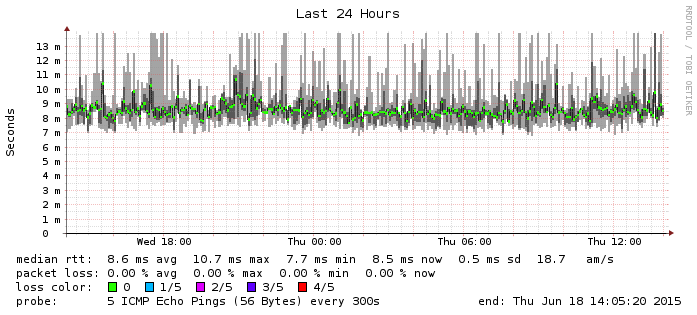 Last 24 Hours
RRDTOOL / TOBI OETIKER
Seconds
13 m
12 m
11 m
10 m
9 m
8 m
7 m
6 m
5 m
4 m
3 m
2 m
1 m
0
Wed 18:00 Thu 00:00 Thu 06:00 Thu 12:00
median rtt: 8.6 ms avg 10.7 ms max 7.7 ms min 8.5 ms now 0.5 ms sd 18.7 am/s
packet loss: 0.00 % avg 0.00 % max 0.00 % min 0.00 % now
loss color: 0 1/5 2/5 3/5 4/5
probe: 5 ICMP Echo Pings (56 Bytes) every 300s end: Thu Jun 18 14:05:20 2015